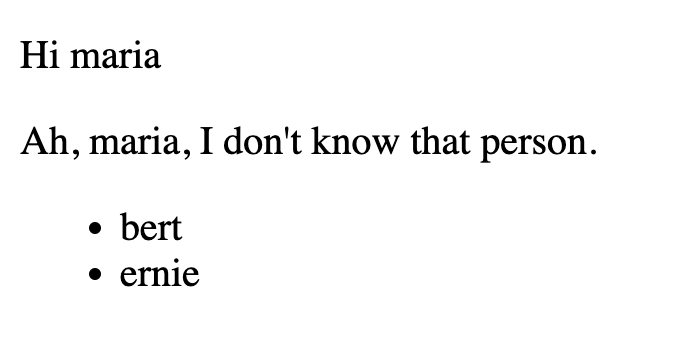 Hi maria
Ah, maria, I don't know that person.
• bert
• ernie